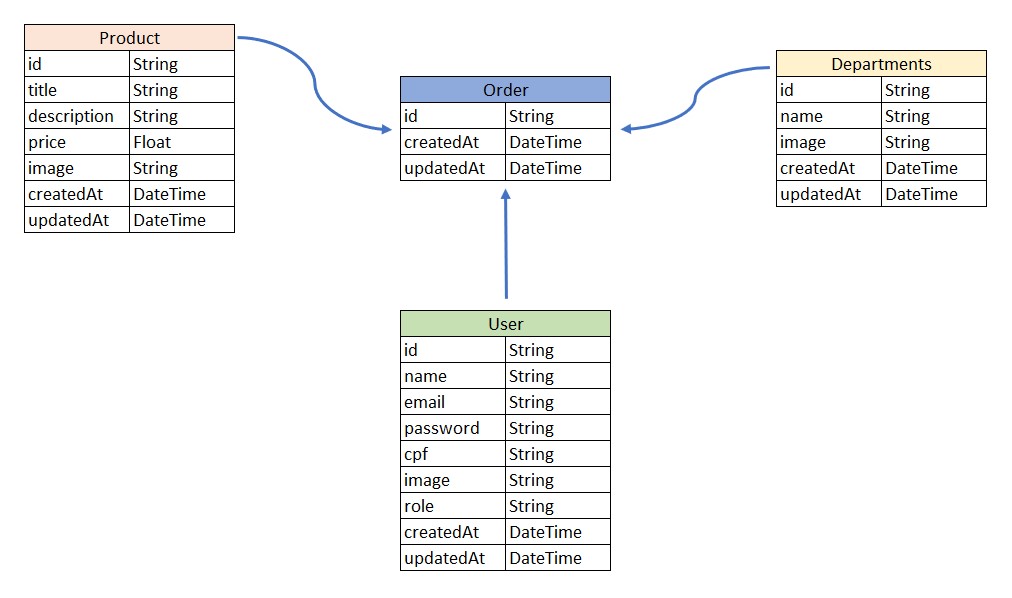 Product
id String
title String
description String
price Float
image String
createdAt DateTime
updatedAt DateTime
Order
id String
createdAt DateTime
updatedAt DateTime
Departments
id String
name String
image String
createdAt DateTime
updatedAt DateTime
User
id String
name String
email String
password String
cpf String
image String
role String
createdAt DateTime
updatedAt DateTime